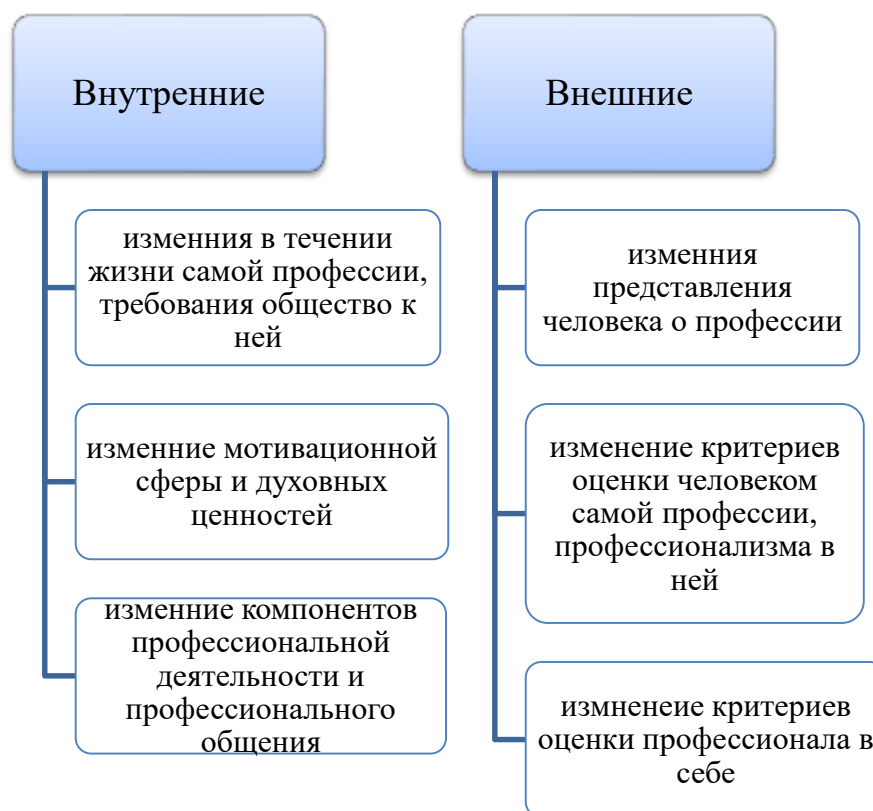 Внутренние
изменния в течении
жизни самой профессии,
требования общество к
ней
изменние мотивационной
сферы и духовных
ценностей
изменние компонентов
профессиональной
деятельности и
профессионального
общения
Внешние
изменния
представления
человека о профессии
изменение критериев
оценки человеком
самой профессии,
профессионализма в
ней
измненеие критериев
оценки профессионала в
себе